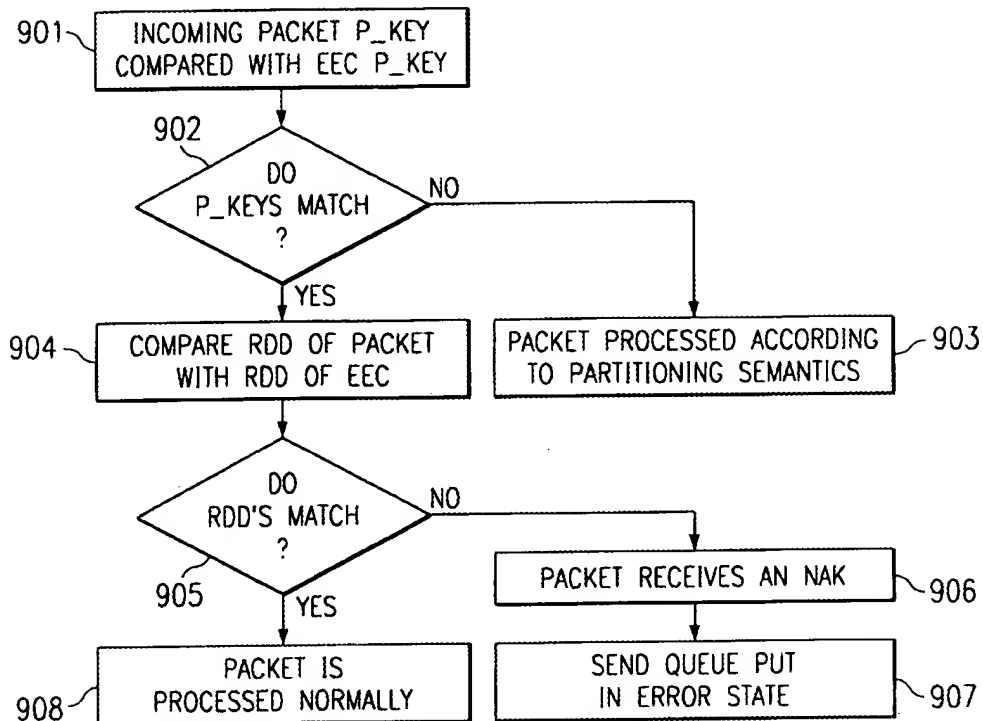 901
INCOMING PACKET P_KEY
COMPARED WITH EEC P_KEY
902
DO
P_KEYS MATCH
?
NO
YES
904
COMPARE RDD OF PACKET
WITH RDD OF EEC
PACKET PROCESSED ACCORDING
TO PARTITIONING SEMANTICS
903
DO
RDD'S MATCH
?
NO
905
YES
PACKET RECEIVES AN NAK
906
908
PACKET IS
PROCESSED NORMALLY
SEND QUEUE PUT
IN ERROR STATE
907